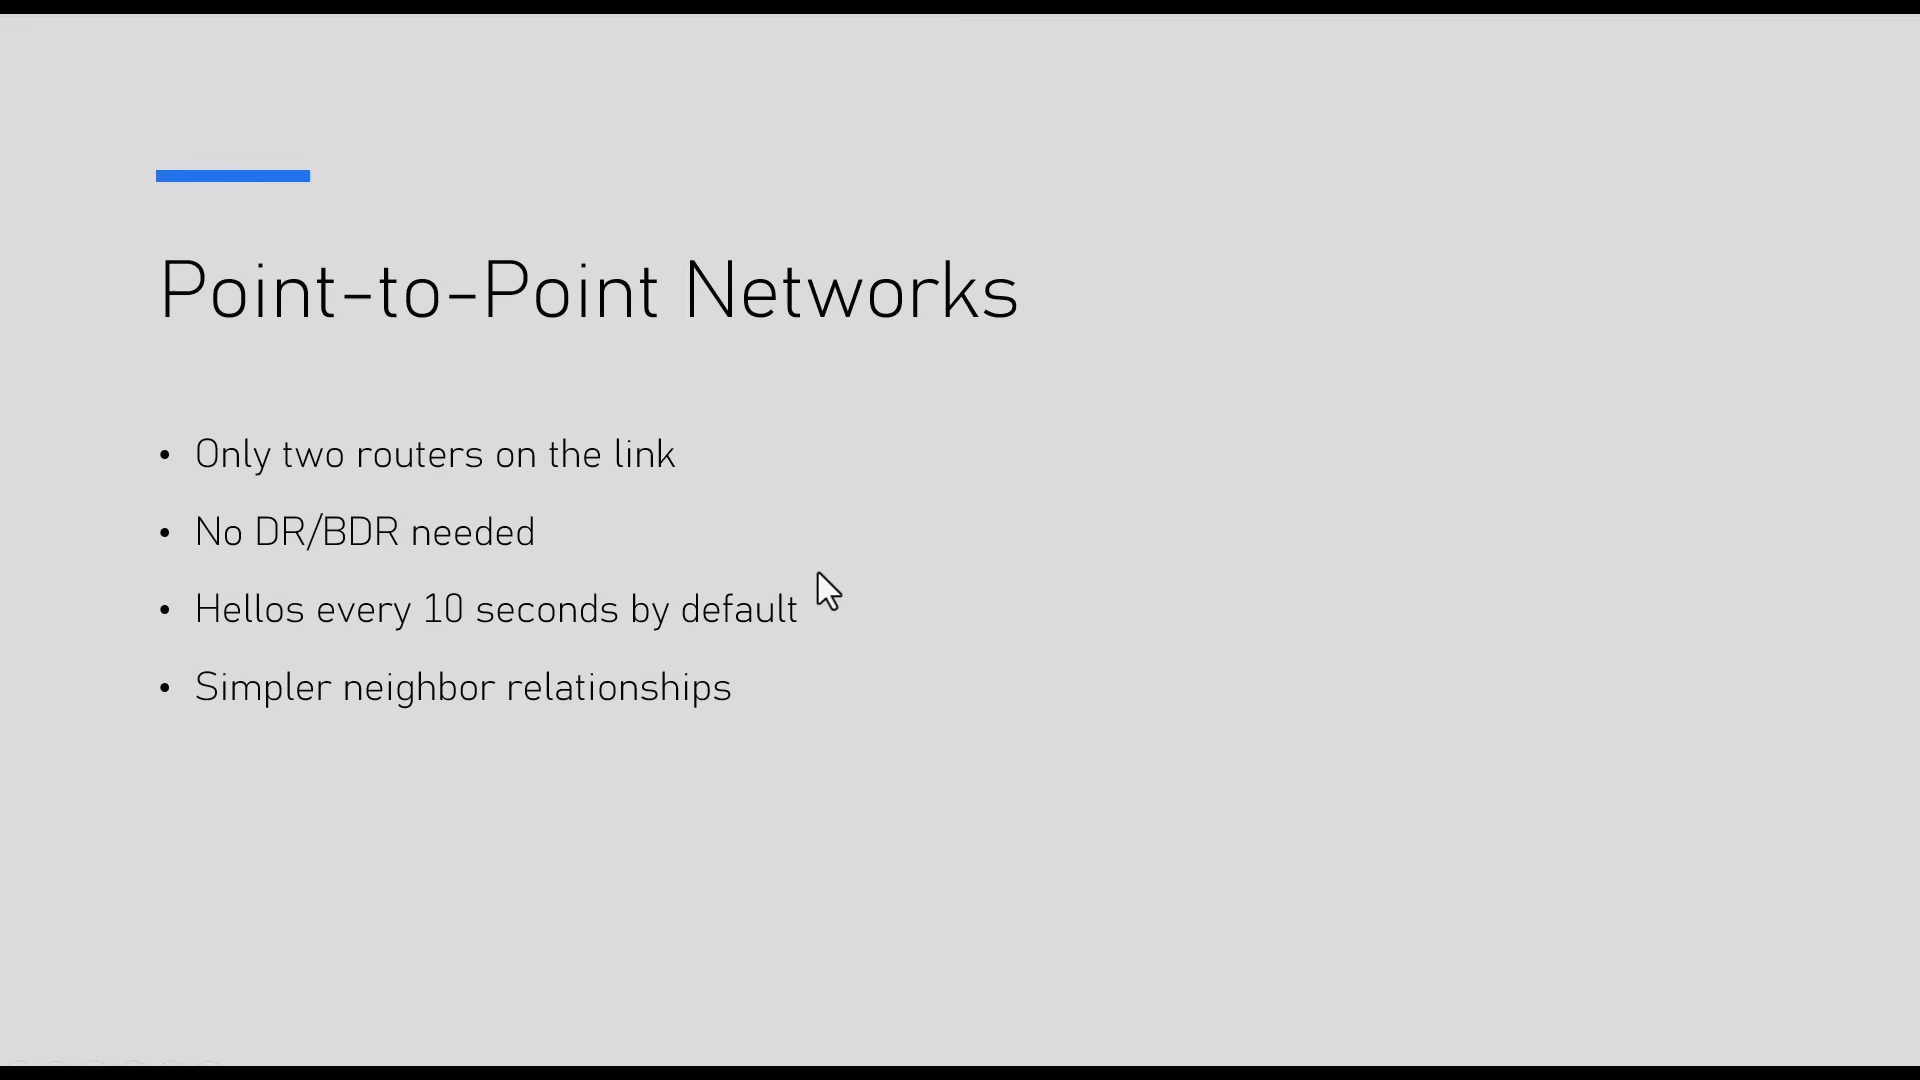 Point-to-Point Networks
• Only two routers on the link
• No DR/BDR needed
• Hellos every 10 seconds by default
• Simpler neighbor relationships